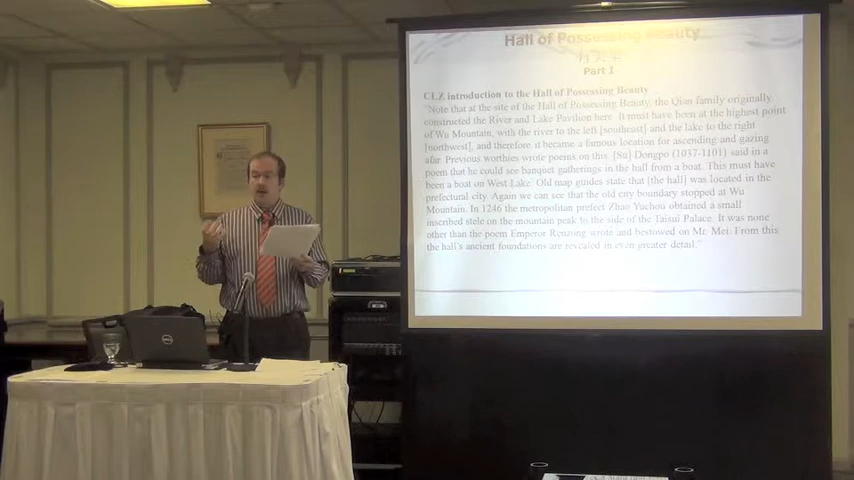 Hall of Possessing Beauty
有美堂
Part I
CLZ introduction to the Hall of Possessing Beauty
"Note that at the site of the Hall of Possessing Beauty, the Qian family originally
constructed the River and Lake Pavilion here. It must have been at the highest point
of Wu Mountain, with the river to the left [southeast] and the lake to the right
[northwest], and therefore it became a famous location for ascending and gazing
afar. Previous worthies wrote poems on this. [Su] Dongpo (1037-1101) said in a
poem that he could see banquet gatherings in the hall from a boat. This must have
been a boat on West Lake. Old map guides state that [the hall] was located in the
prefectural city. Again we can see that the old city boundary stopped at Wu
Mountain. In 1246 the metropolitan prefect Zhao Yuchou obtained a small
inscribed stele on the mountain peak to the side of the Taisui Palace. It was none
other than the poem Emperor Renzong wrote and bestowed on Mr. Mei. From this
the hall's ancient foundations are revealed in even greater detail."
DELL